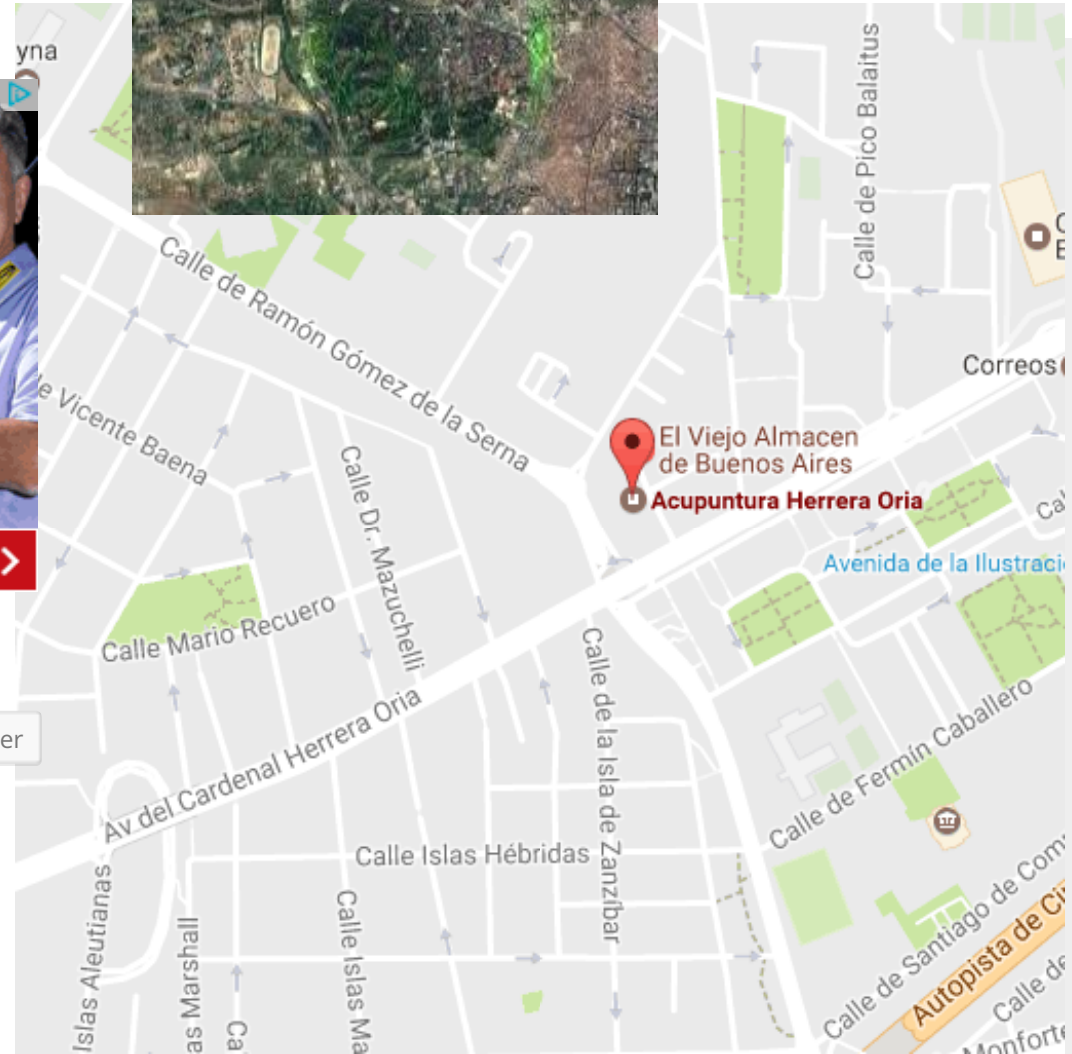 yna
Calle de Pico Balaitus
Calle de Ramón Gómez de la Serna
Correos
Vicente Baena
El Viejo Almacen
de Buenos Aires
Acupuntura Herrera Oria
Calle Dr. Mazuchelli
Avenida de la Ilustraci
Calle Mario Recuero
Calle de la Isla de Zanzíbar
er
Av del Cardenal Herrera Oria
Calle de Fermín Caballero
Calle Islas Hébridas
Islas Aleutianas
as Marshall
Ca
Calle Islas Ma
Calle de Santiago de Com
Autopista de Ci
Calle de
Monforte